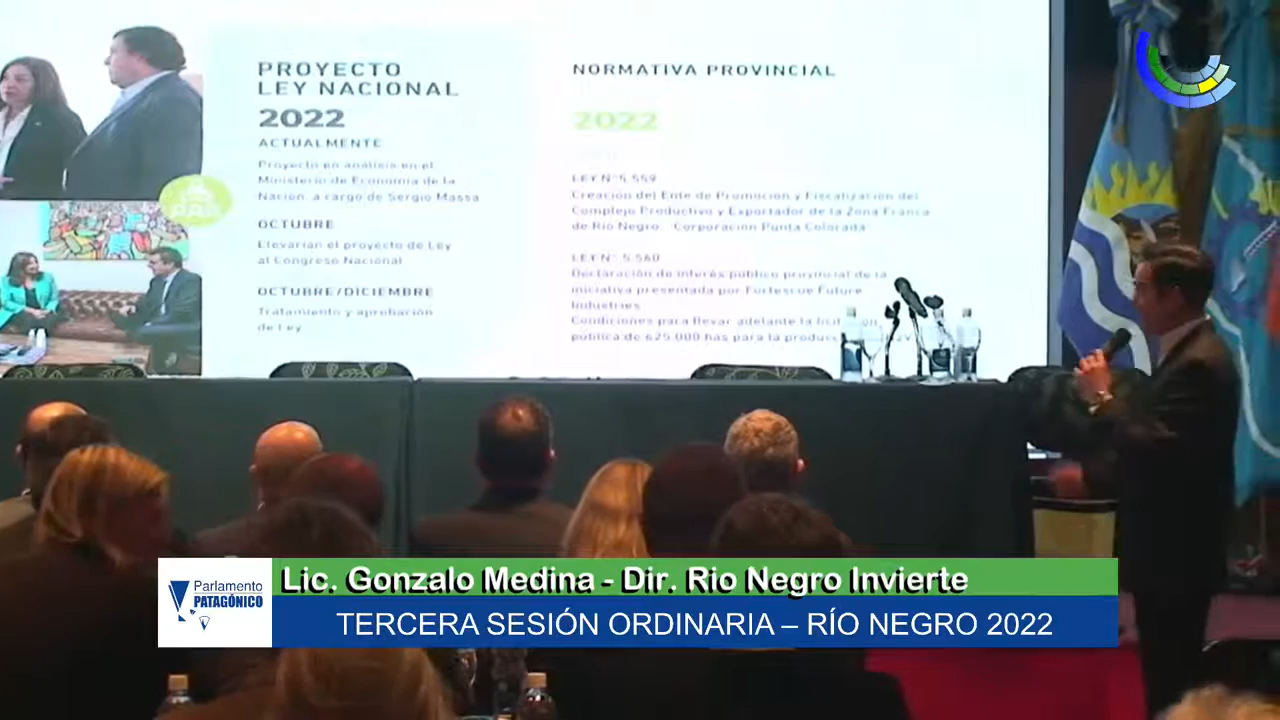 PROYECTO
LEY NACIONAL
2022
ACTUALMENTE
Proyecto en análisis en el
Ministerio de Economía de la
Nación, a cargo de Sergio Massa
OCTUBRE
Elevarían el proyecto de Ley
al Congreso Nacional
OCTUBRE/DICIEMBRE
Tratamiento y aprobación
de Ley
NORMATIVA PROVINCIAL
2022
LEY N° 5.559
Creación del Ente de Promoción y Fiscalización del
Complejo Productivo y Exportador de la Zona Franca
de Río Negro. "Corporación Punta Colorada"
LEY N° 5.560
Declaración de interés público provincial de la
iniciativa presentada por Fortescue Future
Industries.
Condiciones para llevar adelante la
pública de 625.000 has para la
Parlamento
PATAGÓNICO
Lic. Gonzalo Medina - Dir. Rio Negro Invierte
TERCERA SESIÓN ORDINARIA – RÍO NEGRO 2022